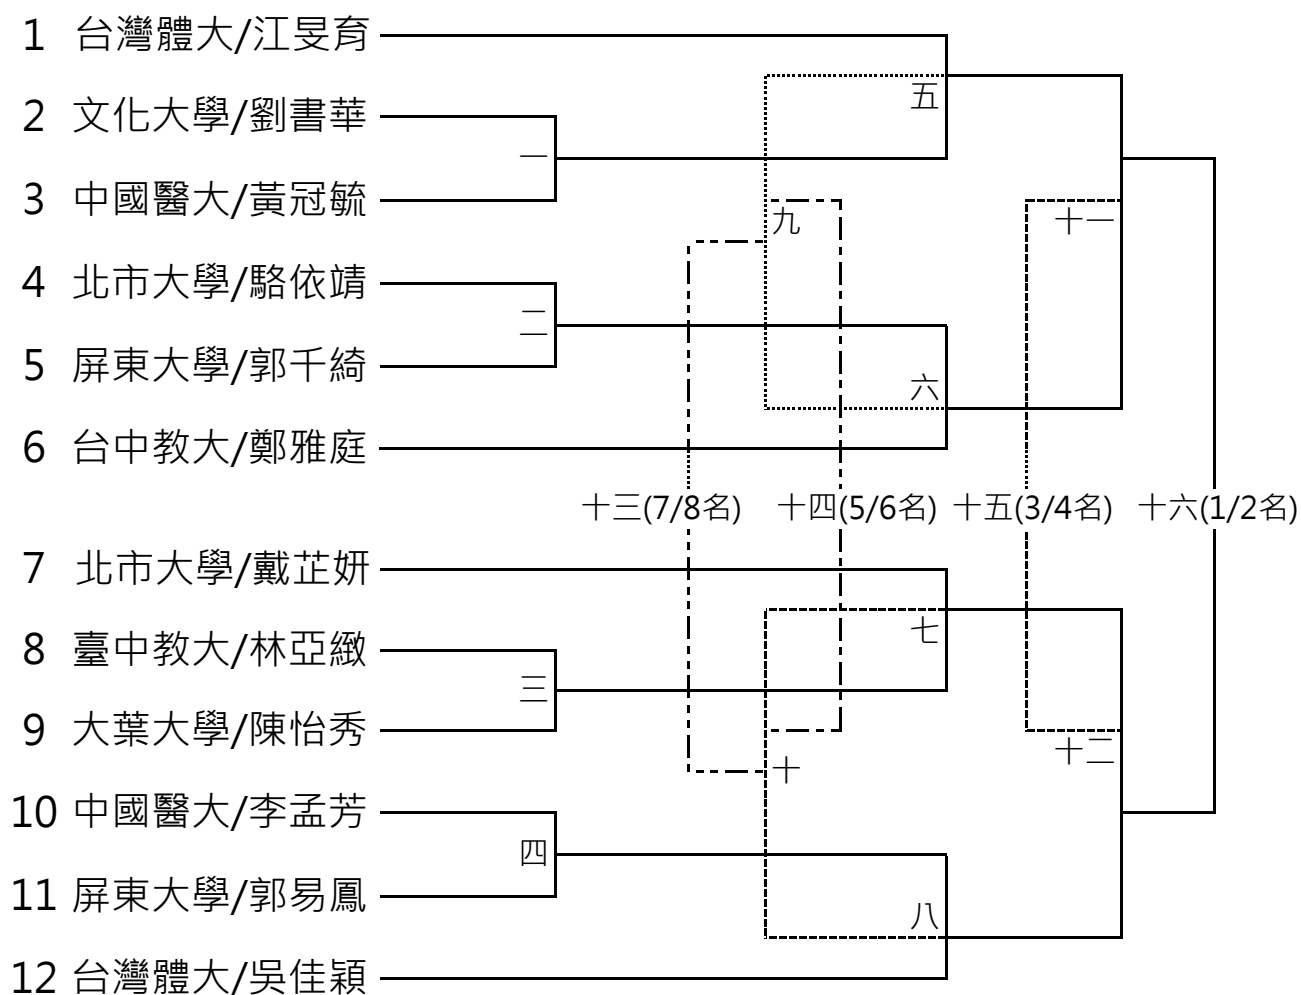 1 台灣體大/江旻育
五
2 文化大學/劉書華
一
3 中國醫大/黃冠毓
九
十一
4 北市大學/駱依靖
二
5 屏東大學/郭千綺
六
6 台中教大/鄭雅庭
十三(7/8名) 十四(5/6名) 十五(3/4名) 十六(1/2名)
7 北市大學/戴芷妍
七
8 臺中教大/林亞緻
三
9 大葉大學/陳怡秀
十二
十
10 中國醫大/李孟芳
四
11 屏東大學/郭易鳳
八
12 台灣體大/吳佳穎